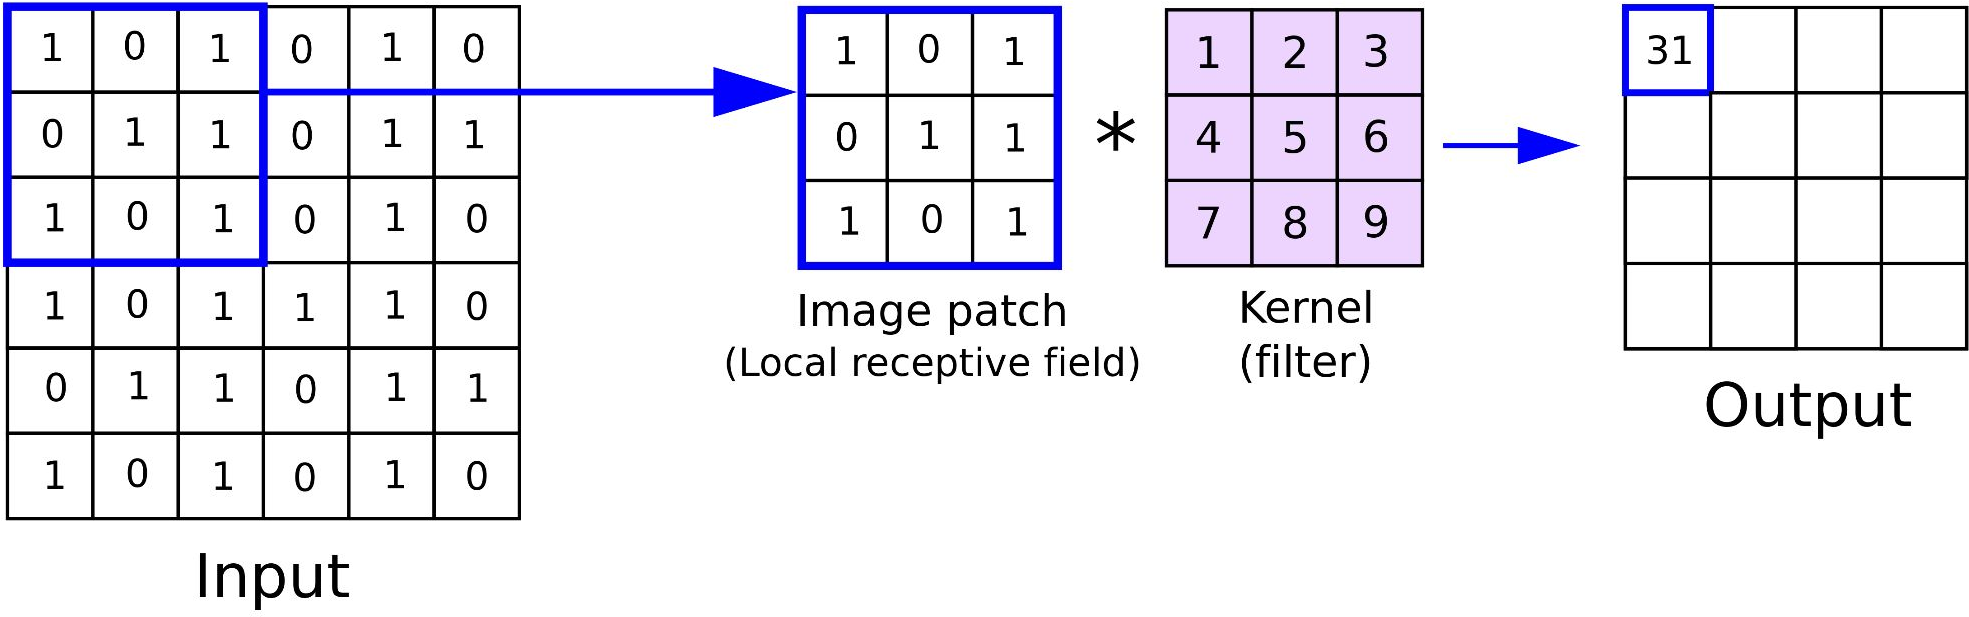 1 0 1 0 1 0
0 1 1 0 1 1
1 0 1 0 1 0
1 0 1 1 1 0
0 1 1 0 1 1
1 0 1 0 1 0
Input
1 0 1
0 1 1
1 0 1
Image patch
(Local receptive field)
*
1 2 3
4 5 6
7 8 9
Kernel
(filter)
31
Output